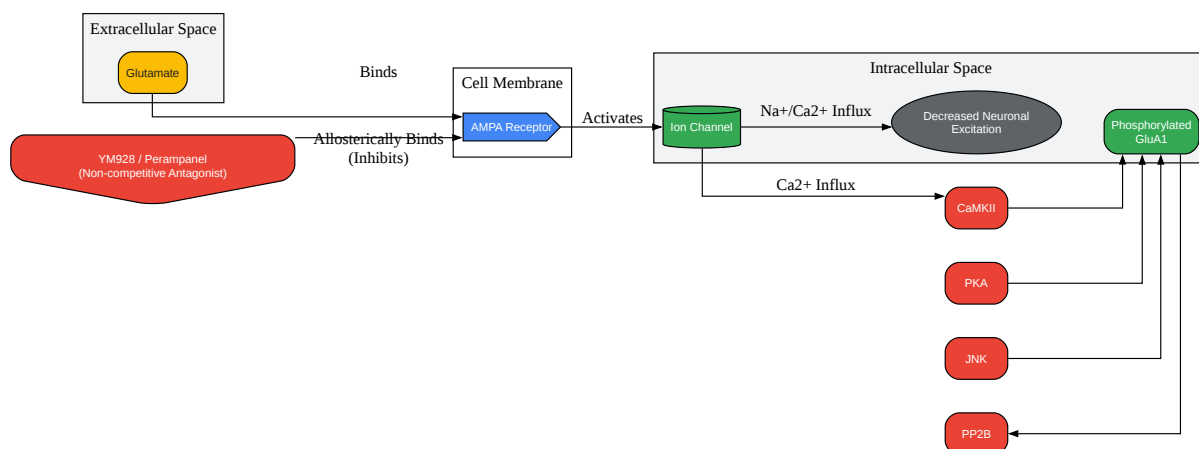 Extracellular Space
Glutamate
Binds
Cell Membrane
AMPA Receptor
Allosterically Binds
(Inhibits)
YM928 / Perampanel
(Non-competitive Antagonist)
Activates
Intracellular Space
Ion Channel
Na+/Ca2+ Influx
Decreased Neuronal
Excitation
Phosphorylated
GluA1
Ca2+ Influx
CaMKII
PKA
JNK
PP2B